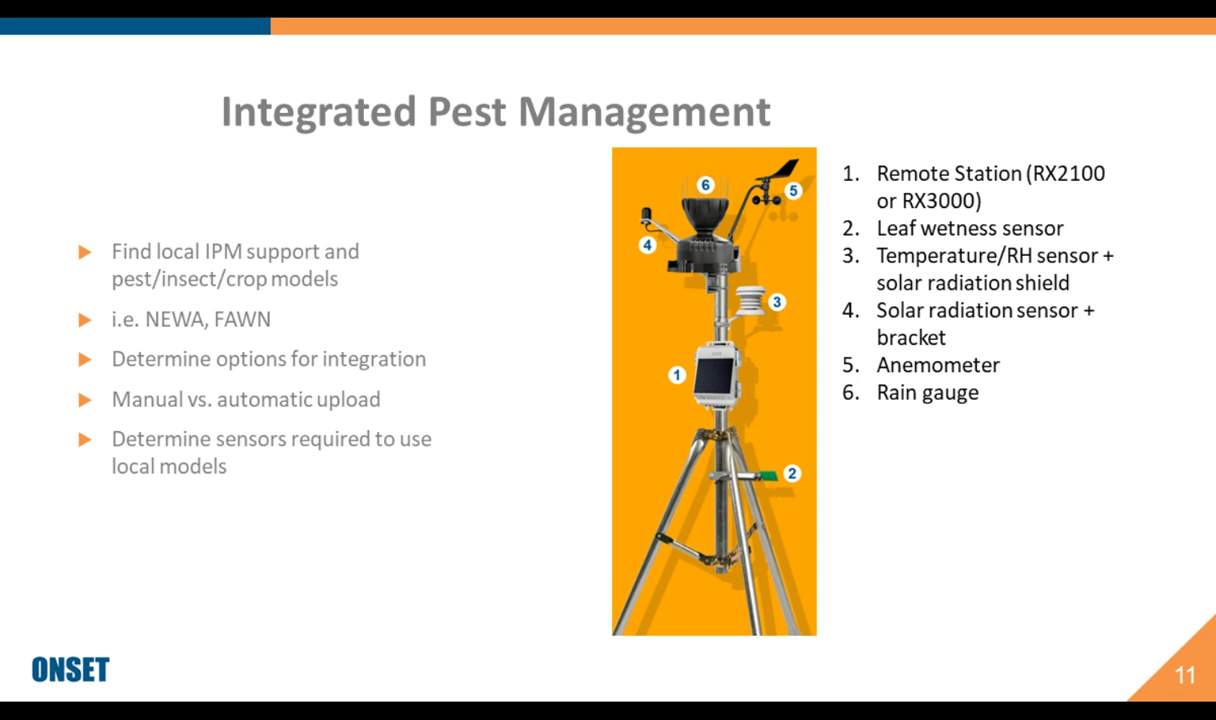 Integrated Pest Management
Find local IPM support and
pest/insect/crop models
i.e. NEWA, FAWN
Determine options for integration
Manual vs. automatic upload
Determine sensors required to use
local models
6
5
4
3
1
2
1. Remote Station (RX2100
or RX3000)
2. Leaf wetness sensor
3. Temperature/RH sensor +
solar radiation shield
4. Solar radiation sensor +
bracket
5. Anemometer
6. Rain gauge
ONSET
11